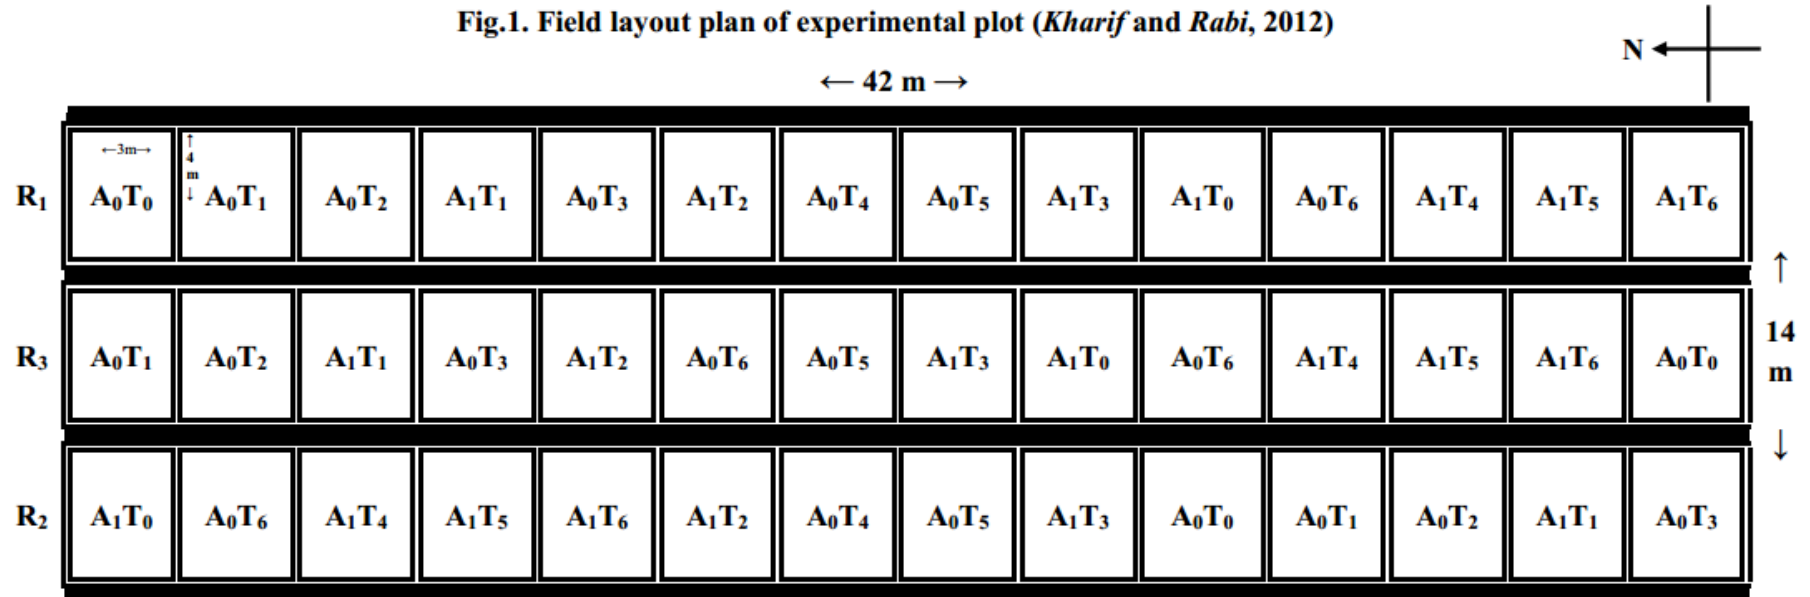 Fig.1. Field layout plan of experimental plot (Kharif and Rabi, 2012)
N
← 42 m →
←3m→
↑
4
m
↓
R₁ A₀T₀ A₀T₁ A₀T₂ A₁T₁ A₀T₃ A₁T₂ A₀T₄ A₀T₅ A₁T₃ A₁T₀ A₀T₆ A₁T₄ A₁T₅ A₁T₆
↑
14
m
↓
R₃ A₀T₁ A₀T₂ A₁T₁ A₀T₃ A₁T₂ A₀T₆ A₀T₅ A₁T₃ A₁T₀ A₀T₆ A₁T₄ A₁T₅ A₁T₆ A₀T₀
R₂ A₁T₀ A₀T₆ A₁T₄ A₁T₅ A₁T₆ A₁T₂ A₀T₄ A₀T₅ A₁T₃ A₀T₀ A₀T₁ A₀T₂ A₁T₁ A₀T₃